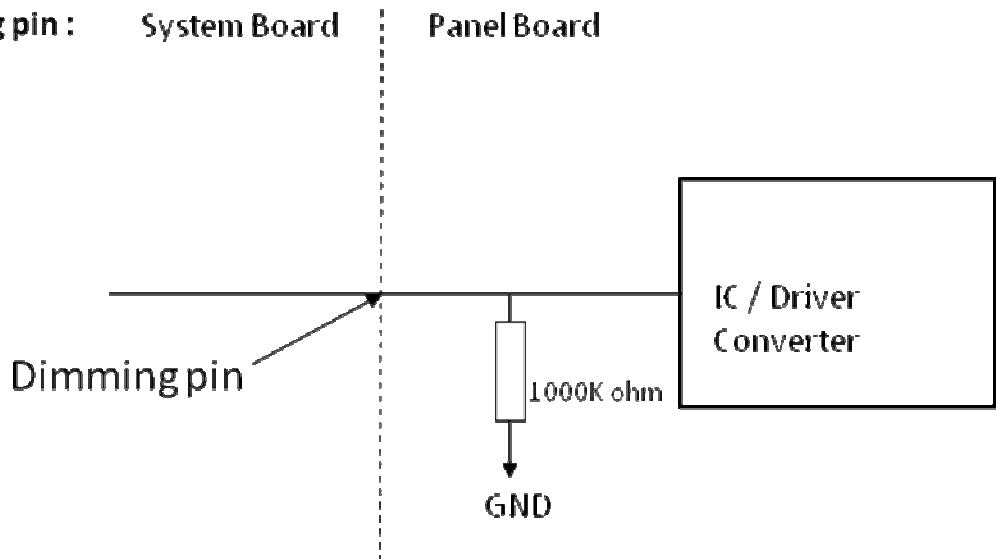 pin :
System Board
Panel Board
IC / Driver
Converter
Dimming pin
1000K ohm
GND